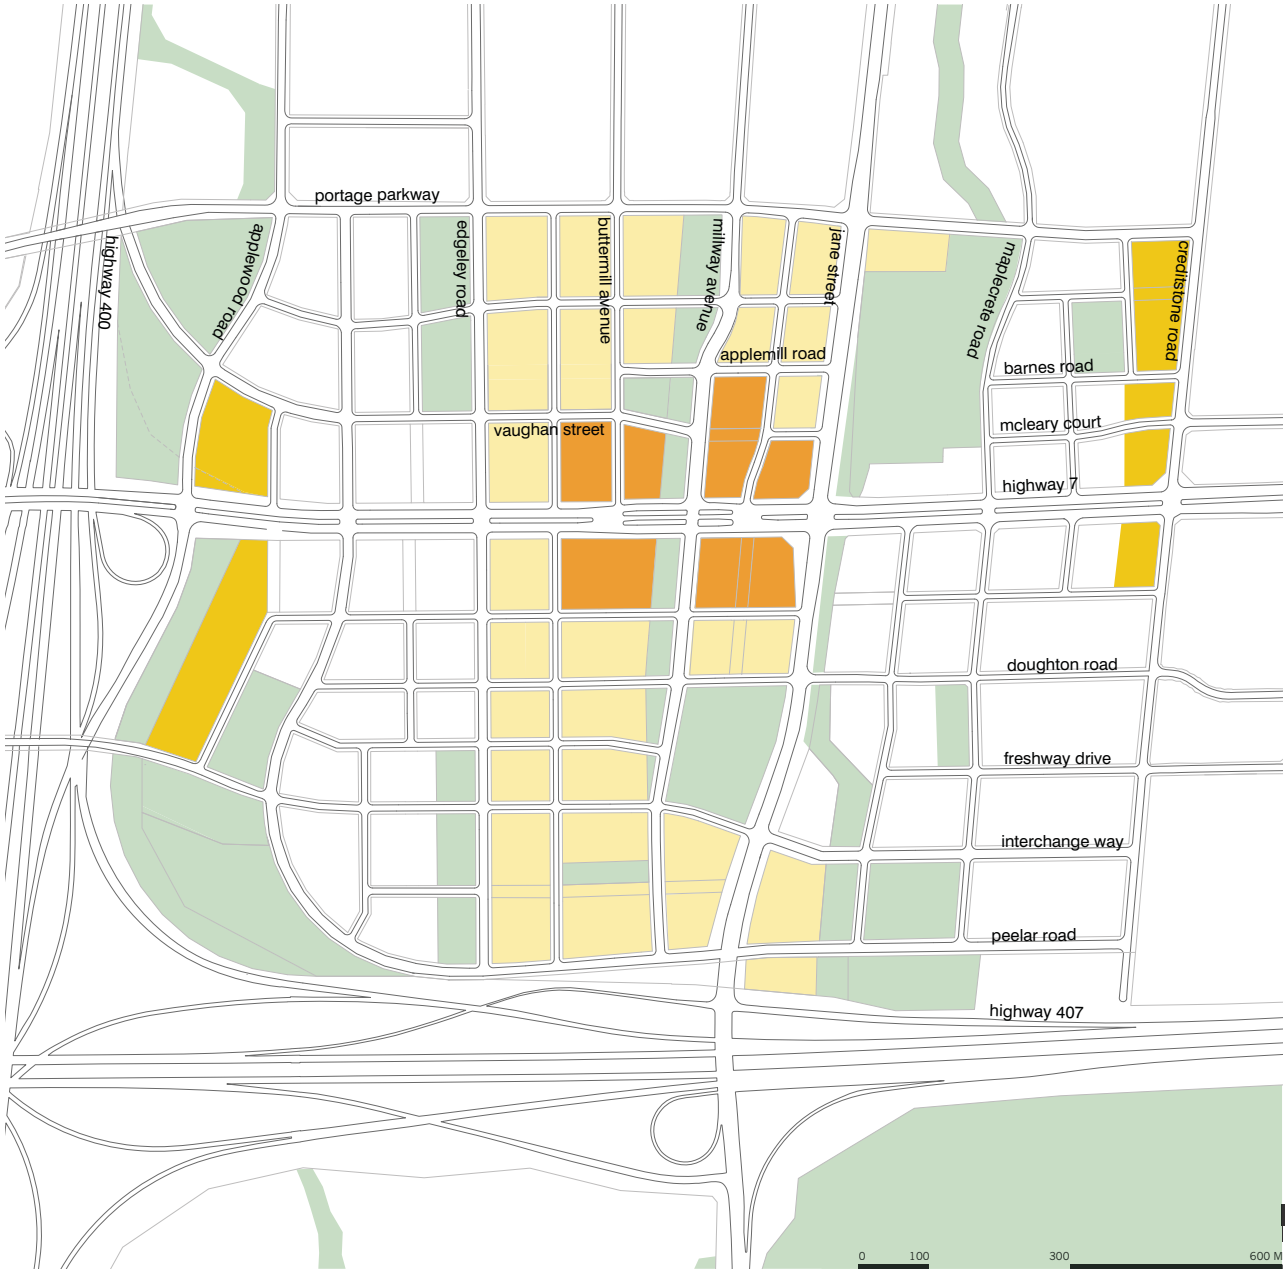 portage parkway
applewood road
highway 400
edgeley road
buttermill avenue
millway avenue
jane street
maplecrete road
creditstone road
applemill road
barnes road
mcleary court
vaughan street
highway 7
doughton road
freshway drive
interchange way
peelar road
highway 407
0 100 300 600 M